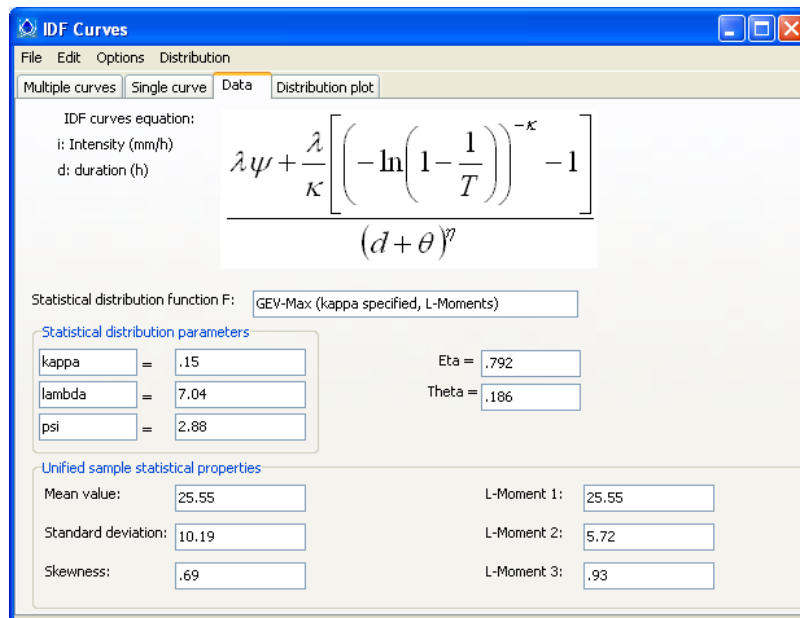 IDF Curves
File Edit Options Distribution
Multiple curves Single curve Data Distribution plot
IDF curves equation:
i: Intensity (mm/h)
d: duration (h)
λψ + λ/κ [ ( −ln( 1 − 1/T ) )^−κ − 1 ]
(d + θ)^η
Statistical distribution function F: GEV-Max (kappa specified, L-Moments)
Statistical distribution parameters
kappa = .15
lambda = 7.04
psi = 2.88
Eta = .792
Theta = .186
Unified sample statistical properties
Mean value: 25.55
Standard deviation: 10.19
Skewness: .69
L-Moment 1: 25.55
L-Moment 2: 5.72
L-Moment 3: .93